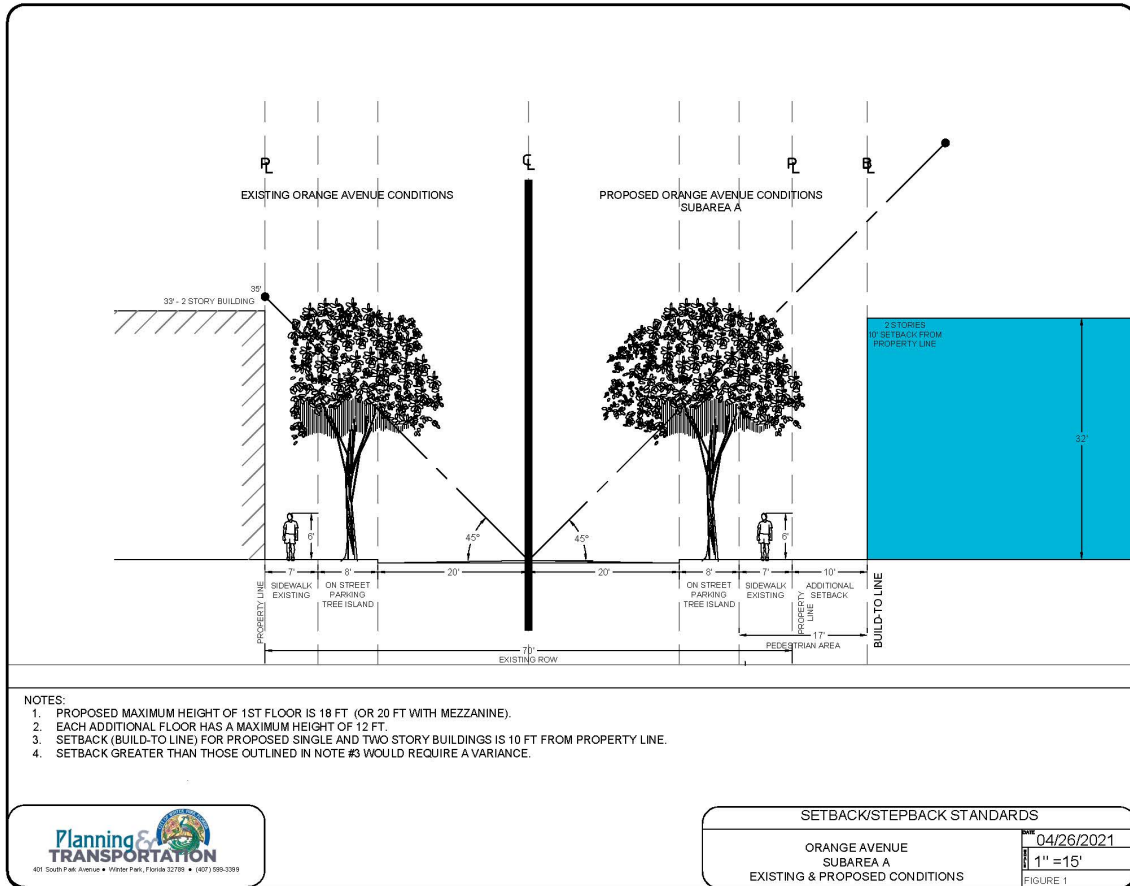 PL
CL
PL
BL
EXISTING ORANGE AVENUE CONDITIONS
PROPOSED ORANGE AVENUE CONDITIONS
SUBAREA A
35'
33' - 2 STORY BUILDING
2 STORIES
10' SETBACK FROM
PROPERTY LINE
32'
6'
45°
45°
6'
7'
8'
20'
20'
8'
7'
10'
SIDEWALK
EXISTING
ON STREET
PARKING
TREE ISLAND
ON STREET
PARKING
TREE ISLAND
SIDEWALK
EXISTING
ADDITIONAL
SETBACK
PROPERTY LINE
PROPERTY
LINE
BUILD-TO LINE
17'
PEDESTRIAN AREA
70'
EXISTING ROW
NOTES:
1. PROPOSED MAXIMUM HEIGHT OF 1ST FLOOR IS 18 FT (OR 20 FT WITH MEZZANINE).
2. EACH ADDITIONAL FLOOR HAS A MAXIMUM HEIGHT OF 12 FT.
3. SETBACK (BUILD-TO LINE) FOR PROPOSED SINGLE AND TWO STORY BUILDINGS IS 10 FT FROM PROPERTY LINE.
4. SETBACK GREATER THAN THOSE OUTLINED IN NOTE #3 WOULD REQUIRE A VARIANCE.
Planning &
TRANSPORTATION
401 South Park Avenue • Winter Park, Florida 32789 • (407) 599-3399
SETBACK/STEPBACK STANDARDS
ORANGE AVENUE
SUBAREA A
EXISTING & PROPOSED CONDITIONS
DATE
04/26/2021
1" =15'
FIGURE 1